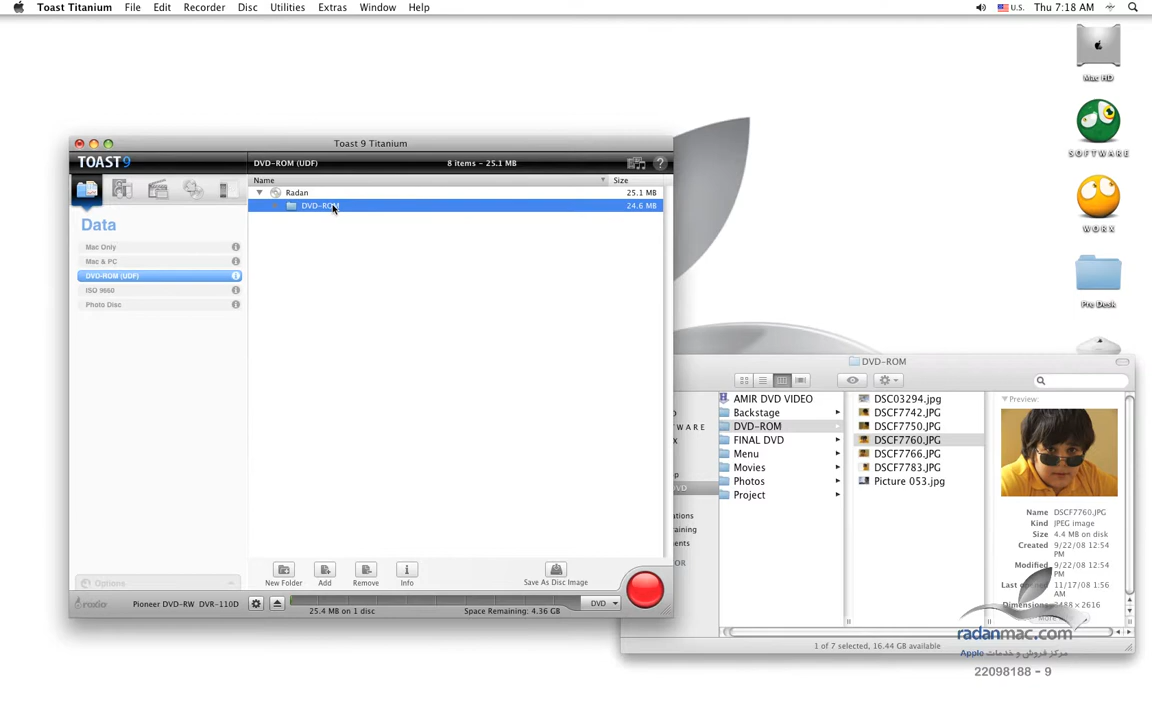 Toast Titanium File Edit Recorder Disc Utilities Extras Window Help
U.S. Thu 7:18 AM
Mac HD
SOFTWARE
WORX
Pre Desk
Toast 9 Titanium
TOAST 9
DVD-ROM (UDF) 8 items - 25.1 MB ?
Name Size
Radan 25.1 MB
DVD-ROM 24.6 MB
Data
Mac Only
Mac & PC
DVD-ROM (UDF)
ISO 9660
Photo Disc
Options
New Folder Add Remove Info Save As Disc Image
roxio Pioneer DVD-RW DVR-110D DVD
25.4 MB on 1 disc Space Remaining: 4.36 GB
DVD-ROM
AMIR DVD VIDEO
Backstage
DVD-ROM
FINAL DVD
Menu
Movies
Photos
Project
DSC03294.jpg
DSCF7742.JPG
DSCF7750.JPG
DSCF7760.JPG
DSCF7766.JPG
DSCF7783.JPG
Picture 053.jpg
Preview:
Name DSCF7760.JPG
Kind JPEG image
Size 4.4 MB on disk
Created 9/22/08 12:54
PM
Modified 9/22/08 12:54
PM
11/17/08 1:56
AM
1 of 7 selected, 16.44 GB available
radanmac.com
مرکز فروش و خدمات Apple
22098188 - 9